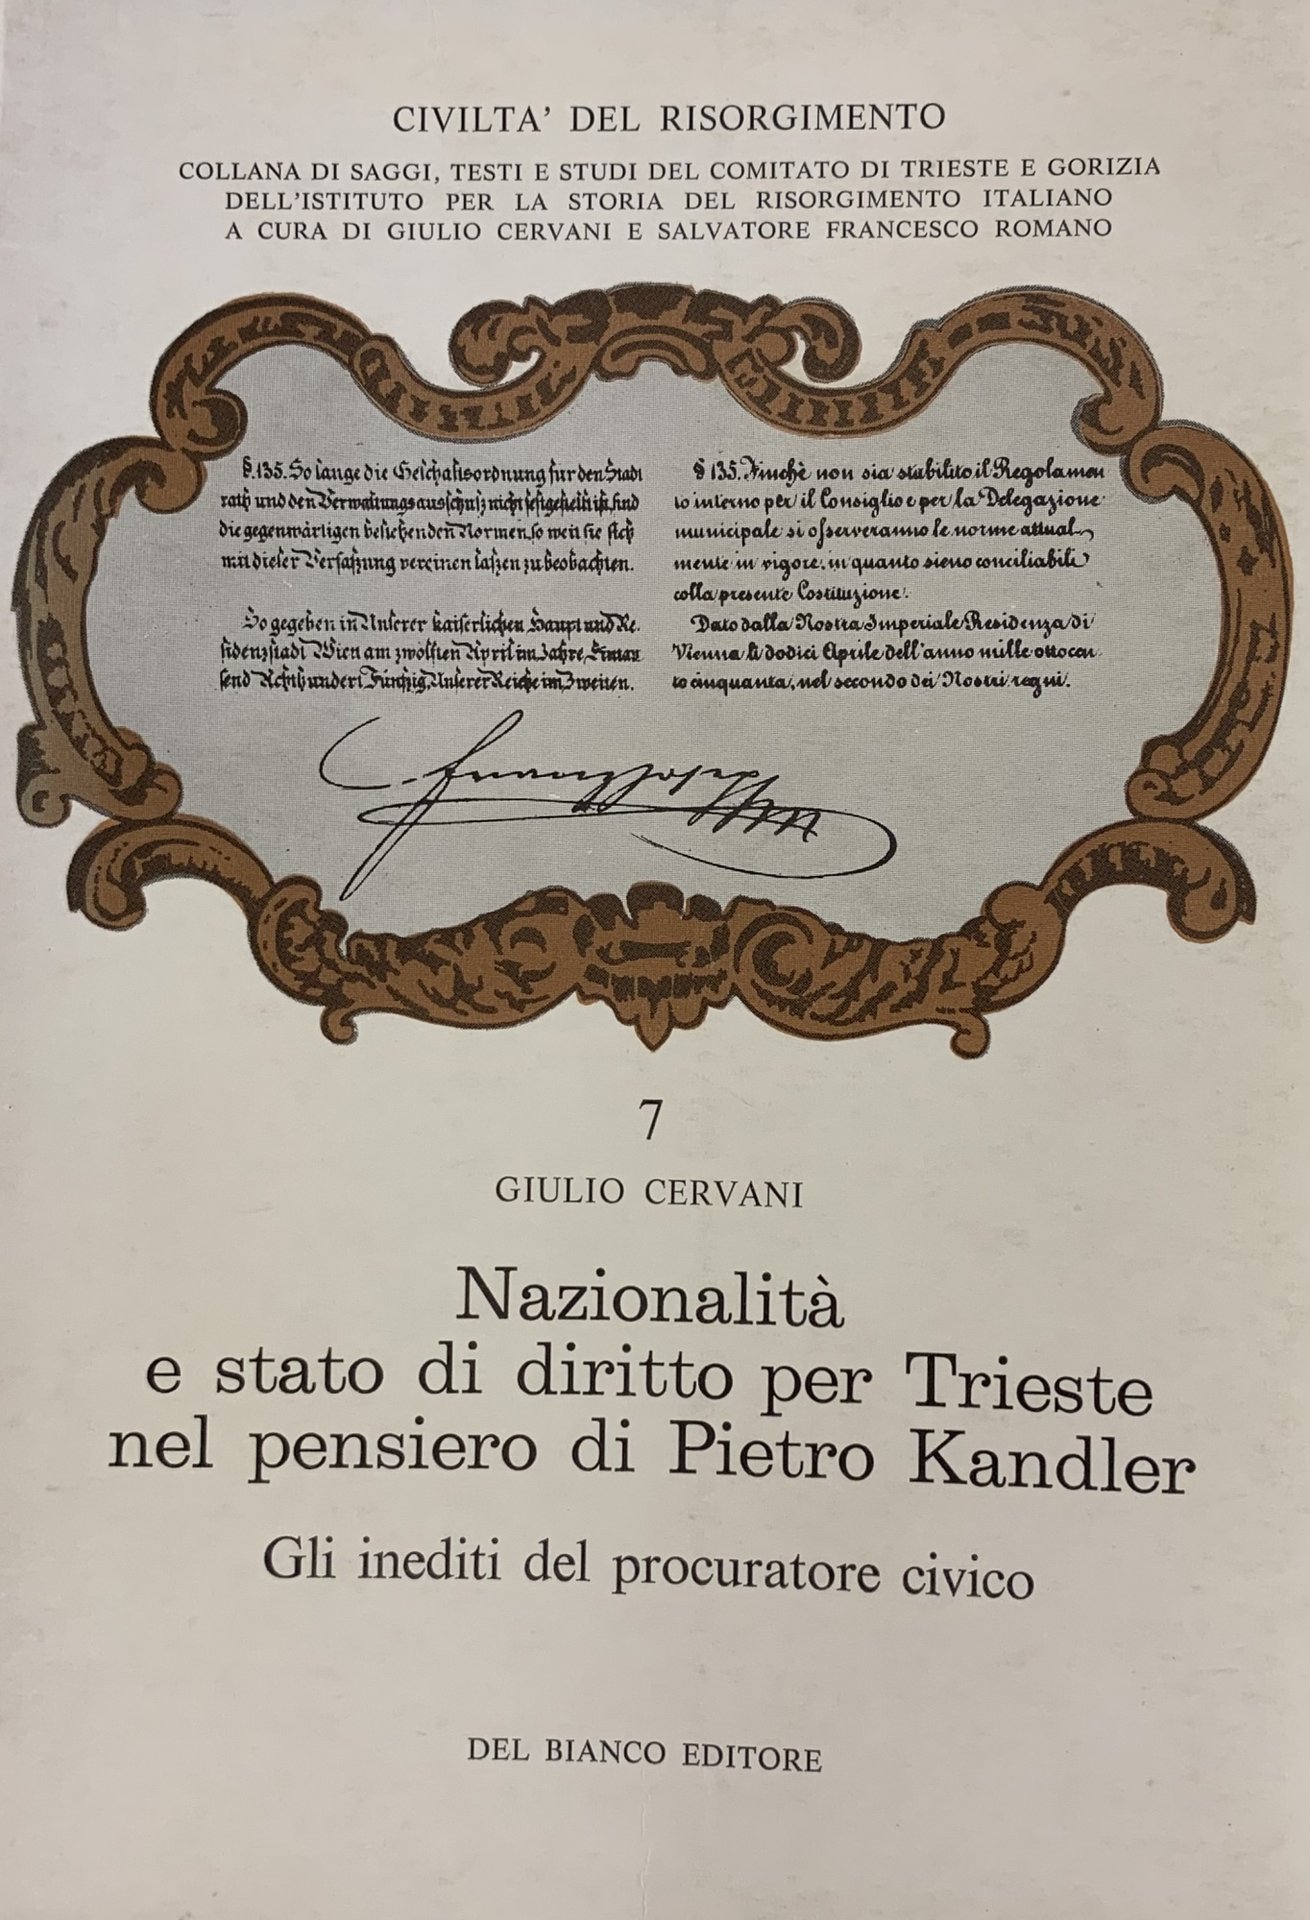 CIVILTA' DEL RISORGIMENTO
COLLANA DI SAGGI, TESTI E STUDI DEL COMITATO DI TRIESTE E GORIZIA
DELL'ISTITUTO PER LA STORIA DEL RISORGIMENTO ITALIANO
A CURA DI GIULIO CERVANI E SALVATORE FRANCESCO ROMANO
§. 135. So lange die Geschäftsordnung für den Stadt
rath und den Verwaltungsausschuß nicht festgestellt ist, sind
die gegenwärtigen bestehenden Normen, so weit sie sich
mit dieser Verfassung vereinen lassen zu beobachten.
So gegeben in Unserer kaiserlichen Haupt und Re-
sidenzstadt Wien am zwölften April im Jahre, Eintau
send Achthundert Fünfzig, Unserer Reiche im Zweiten.
§ 135. Finchè non sia stabilito il Regolamen
to interno per il Consiglio e per la Delegazione
municipale si osserveranno le norme attual-
mente in vigore, in quanto sieno conciliabili
colla presente Costituzione.
Dato dalla Nostra Imperiale Residenza di
Vienna li dodici Aprile dell'anno mille ottocen-
to cinquanta, nel secondo dei Nostri regni.
Franz Joseph
7
GIULIO CERVANI
Nazionalità
e stato di diritto per Trieste
nel pensiero di Pietro Kandler
Gli inediti del procuratore civico
DEL BIANCO EDITORE